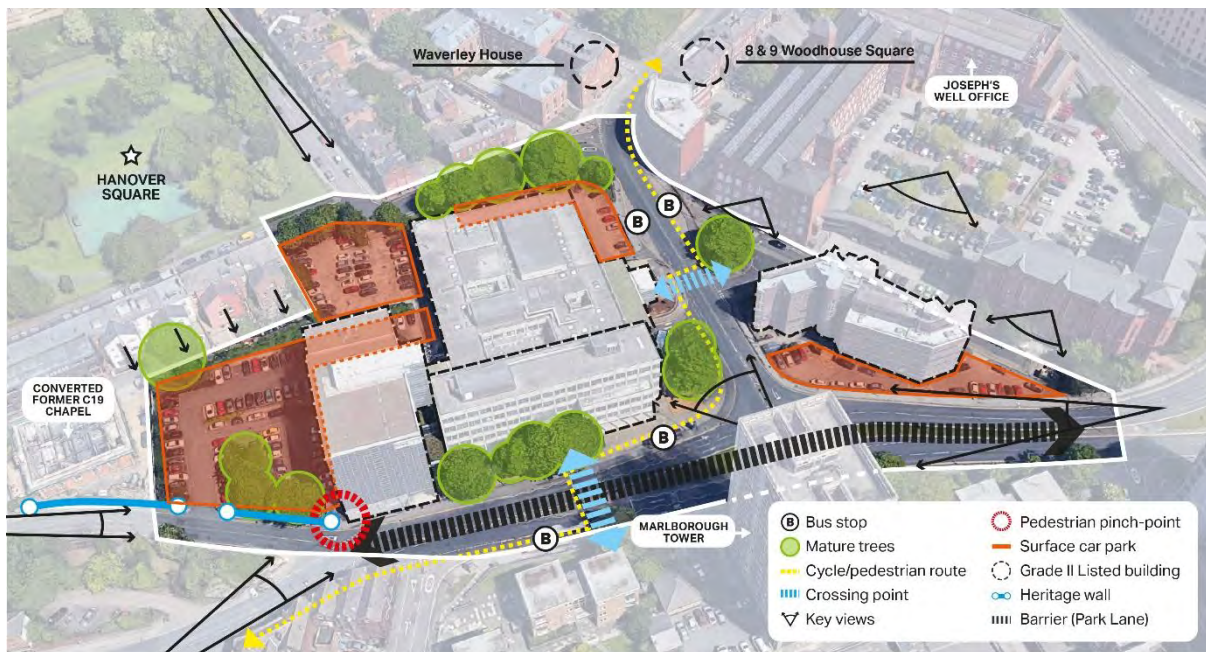 Waverley House
8 & 9 Woodhouse Square
JOSEPH'S
WELL OFFICE
HANOVER
SQUARE
B
B
CONVERTED
FORMER C19
CHAPEL
B
B
MARLBOROUGH
TOWER
B Bus stop
Mature trees
Cycle/pedestrian route
Crossing point
Key views
Pedestrian pinch-point
Surface car park
Grade II Listed building
Heritage wall
Barrier (Park Lane)